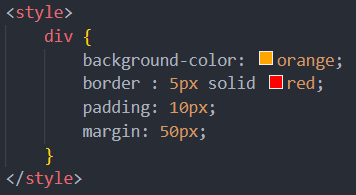 <style>
div {
background-color: orange;
border : 5px solid red;
padding: 10px;
margin: 50px;
}
</style>